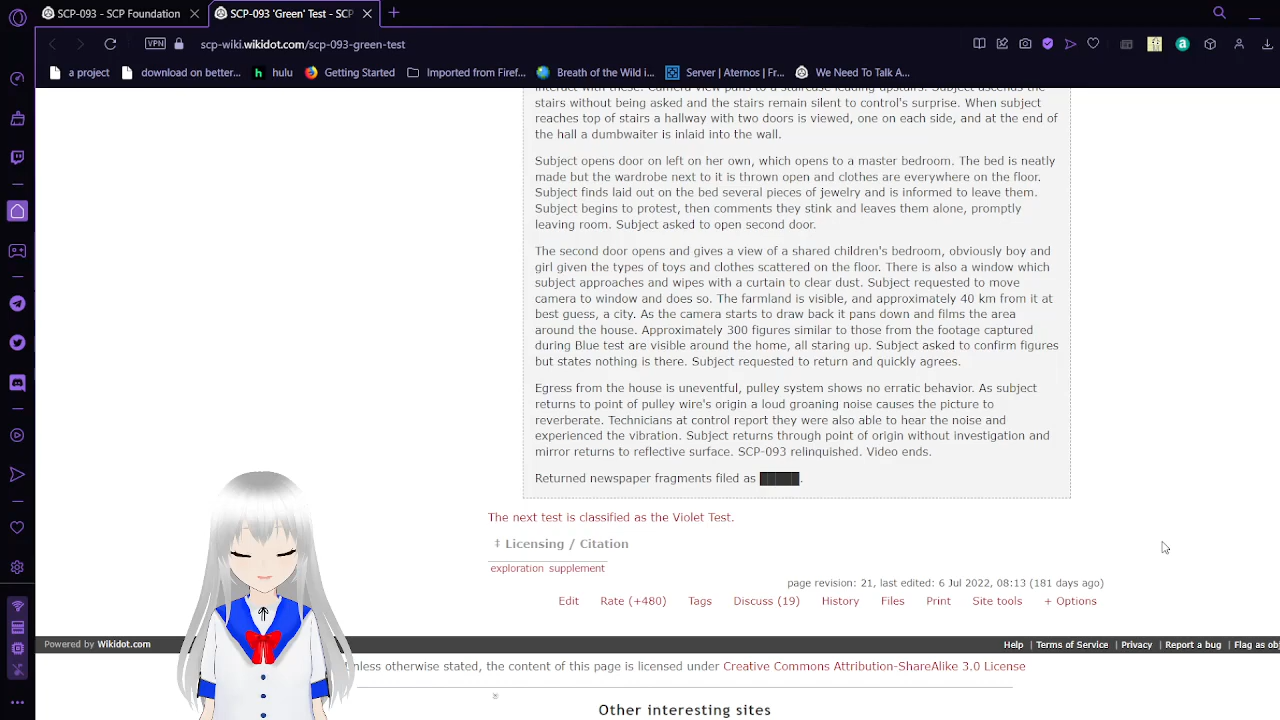 SCP-093 - SCP Foundation
SCP-093 'Green' Test - SCP
VPN
scp-wiki.wikidot.com/scp-093-green-test
a project
download on better...
hulu
Getting Started
Imported from Firef...
Breath of the Wild i...
Server | Aternos | Fr...
We Need To Talk A...
interact with these. Camera view pans to a staircase leading upstairs. Subject ascends the
stairs without being asked and the stairs remain silent to control's surprise. When subject
reaches top of stairs a hallway with two doors is viewed, one on each side, and at the end of
the hall a dumbwaiter is inlaid into the wall.
Subject opens door on left on her own, which opens to a master bedroom. The bed is neatly
made but the wardrobe next to it is thrown open and clothes are everywhere on the floor.
Subject finds laid out on the bed several pieces of jewelry and is informed to leave them.
Subject begins to protest, then comments they stink and leaves them alone, promptly
leaving room. Subject asked to open second door.
The second door opens and gives a view of a shared children's bedroom, obviously boy and
girl given the types of toys and clothes scattered on the floor. There is also a window which
subject approaches and wipes with a curtain to clear dust. Subject requested to move
camera to window and does so. The farmland is visible, and approximately 40 km from it at
best guess, a city. As the camera starts to draw back it pans down and films the area
around the house. Approximately 300 figures similar to those from the footage captured
during Blue test are visible around the home, all staring up. Subject asked to confirm figures
but states nothing is there. Subject requested to return and quickly agrees.
Egress from the house is uneventful, pulley system shows no erratic behavior. As subject
returns to point of pulley wire's origin a loud groaning noise causes the picture to
reverberate. Technicians at control report they were also able to hear the noise and
experienced the vibration. Subject returns through point of origin without investigation and
mirror returns to reflective surface. SCP-093 relinquished. Video ends.
Returned newspaper fragments filed as █████.
The next test is classified as the Violet Test.
‡ Licensing / Citation
exploration supplement
page revision: 21, last edited: 6 Jul 2022, 08:13 (181 days ago)
Edit Rate (+480) Tags Discuss (19) History Files Print Site tools + Options
Powered by Wikidot.com
Help | Terms of Service | Privacy | Report a bug | Flag as obj
nless otherwise stated, the content of this page is licensed under Creative Commons Attribution-ShareAlike 3.0 License
Other interesting sites